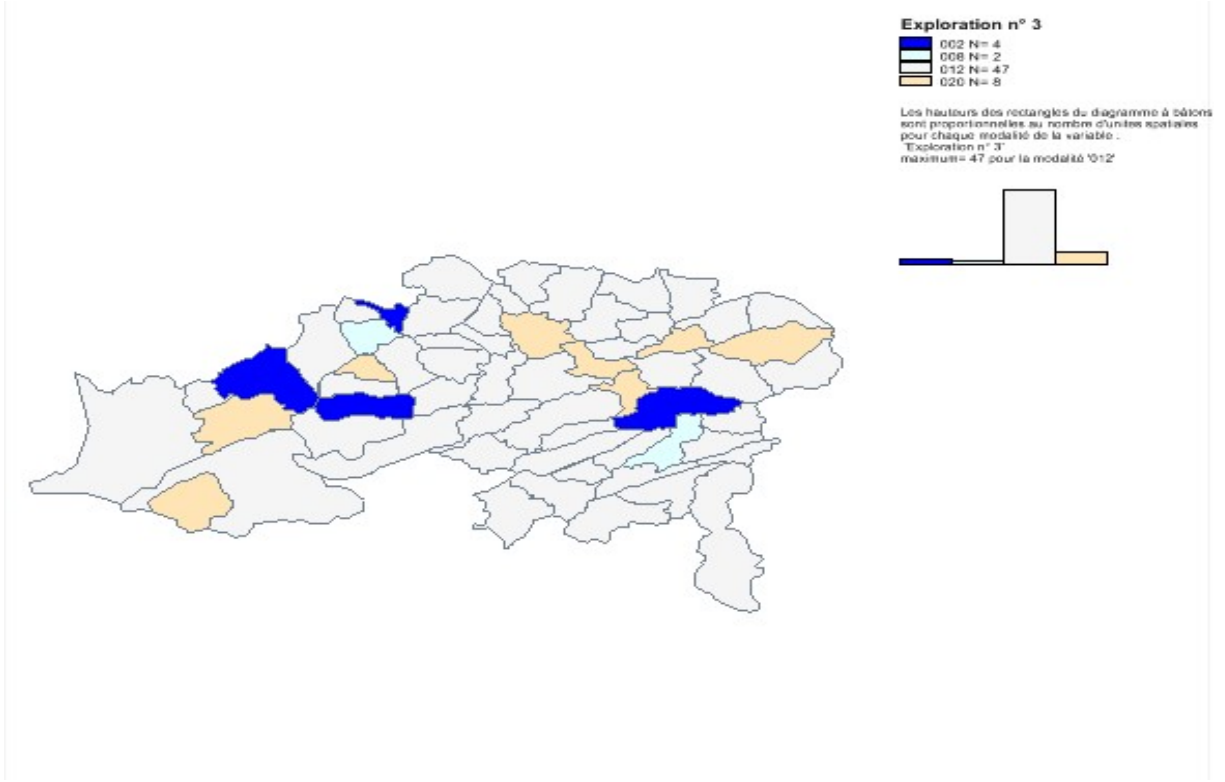 Exploration n° 3
002 N= 4
008 N= 2
012 N= 47
020 N= 8
Les hauteurs des rectangles du diagramme à bâtons
sont proportionnelles au nombre d'unites spatiales
pour chaque modalité de la variable :
'Exploration n° 3'
maximum= 47 pour la modalité '012'